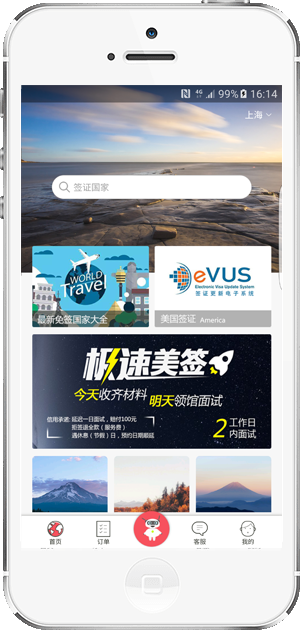 4G 99% 16:14
上海
签证国家
WORLD
Travel
最新免签国家大全
eVUS
Electronic Visa Update System
签证更新电子系统
美国签证 America
极速美签
今天收齐材料 明天领馆面试
信用承诺: 延迟一日面试，赔付100元
拒签退全款（服务费）
遇休息（节假）日，预约日期顺延
2 工作日
内面试
首页
订单
客服
我的